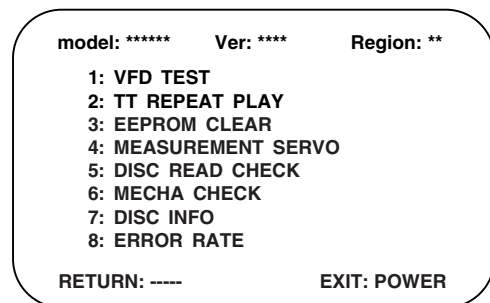 model: ****** Ver: **** Region: **
1: VFD TEST
2: TT REPEAT PLAY
3: EEPROM CLEAR
4: MEASUREMENT SERVO
5: DISC READ CHECK
6: MECHA CHECK
7: DISC INFO
8: ERROR RATE
RETURN: ----- EXIT: POWER